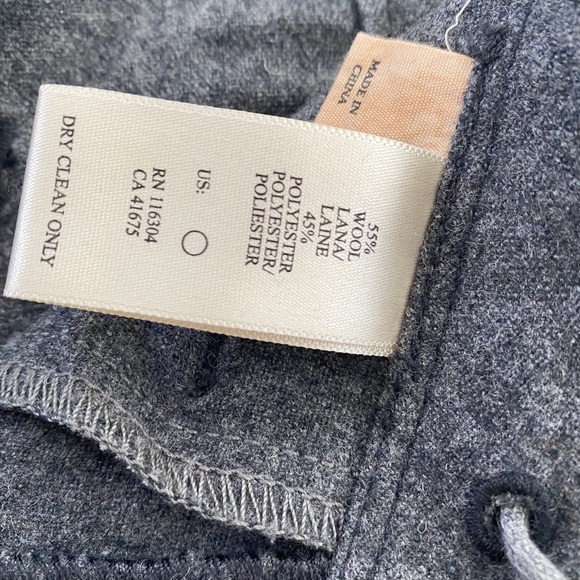 MADE IN
CHINA
55%
WOOL
LANA/
LAINE
45%
POLYESTER
POLYESTER/
POLIESTER
US:
RN 116304
CA 41675
DRY CLEAN ONLY